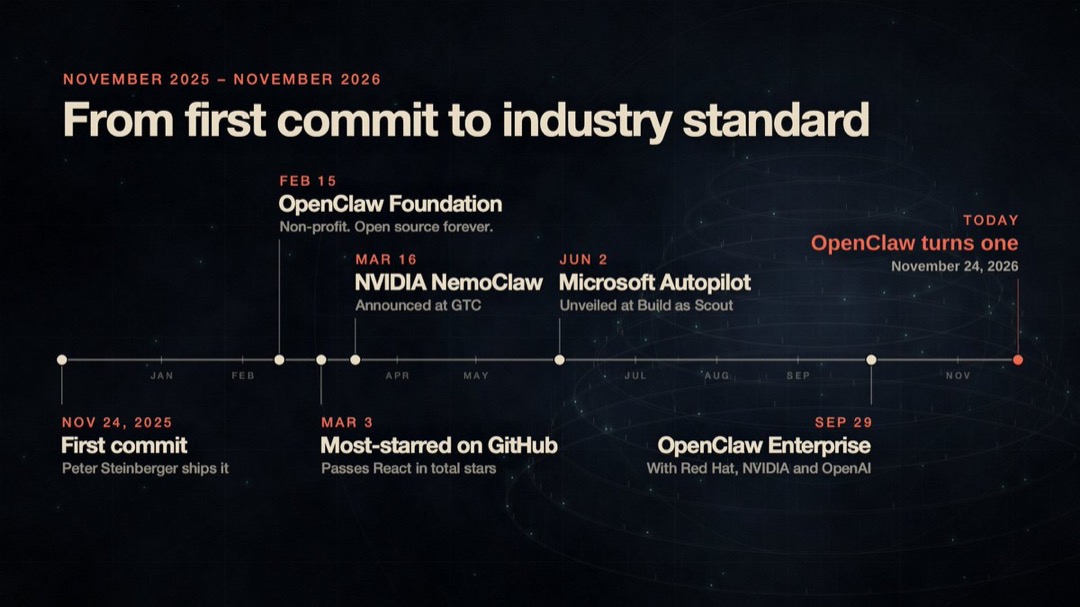 NOVEMBER 2025 – NOVEMBER 2026
From first commit to industry standard
FEB 15
OpenClaw Foundation
Non-profit. Open source forever.
MAR 16
NVIDIA NemoClaw
Announced at GTC
JUN 2
Microsoft Autopilot
Unveiled at Build as Scout
TODAY
OpenClaw turns one
November 24, 2026
JAN FEB APR MAY JUL AUG SEP NOV
NOV 24, 2025
First commit
Peter Steinberger ships it
MAR 3
Most-starred on GitHub
Passes React in total stars
SEP 29
OpenClaw Enterprise
With Red Hat, NVIDIA and OpenAI